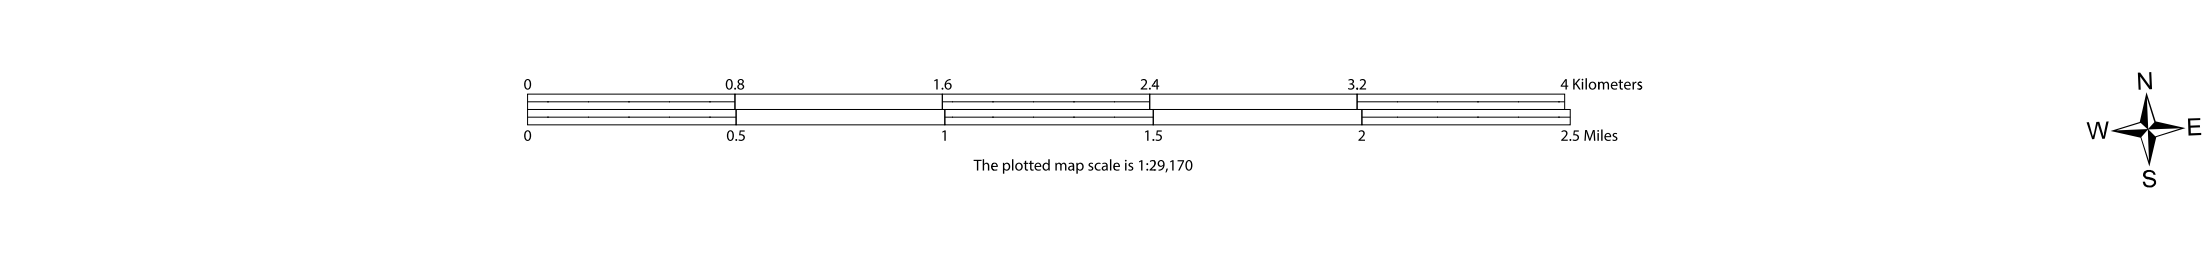 0 0.8 1.6 2.4 3.2 4 Kilometers
0 0.5 1 1.5 2 2.5 Miles
The plotted map scale is 1:29,170
N
W E
S